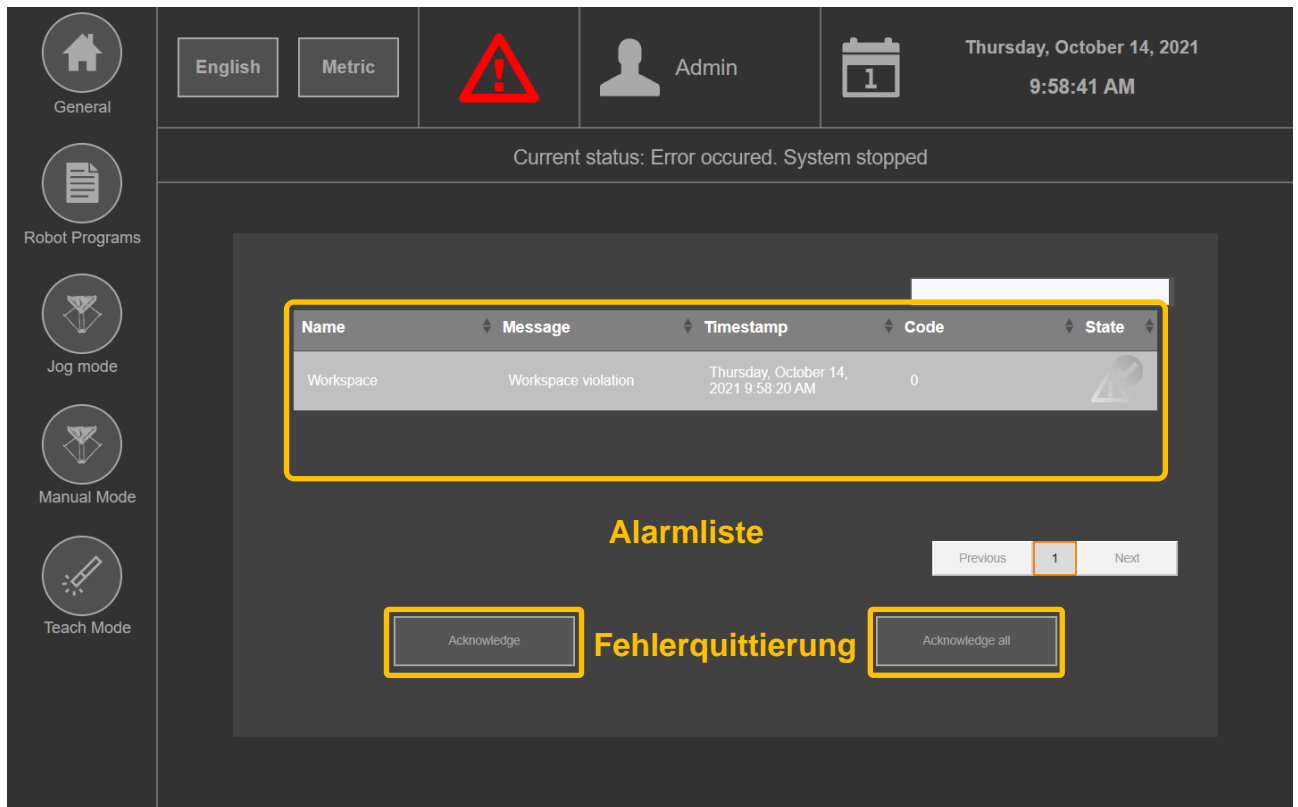 English
Metric
Admin
1
Thursday, October 14, 2021
9:58:41 AM
General
Current status: Error occured. System stopped
Robot Programs
Jog mode
Manual Mode
Teach Mode
Name Message Timestamp Code State
Workspace Workspace violation Thursday, October 14, 0
2021 9:58:20 AM
Alarmliste
Previous 1 Next
Acknowledge Fehlerquittierung Acknowledge all